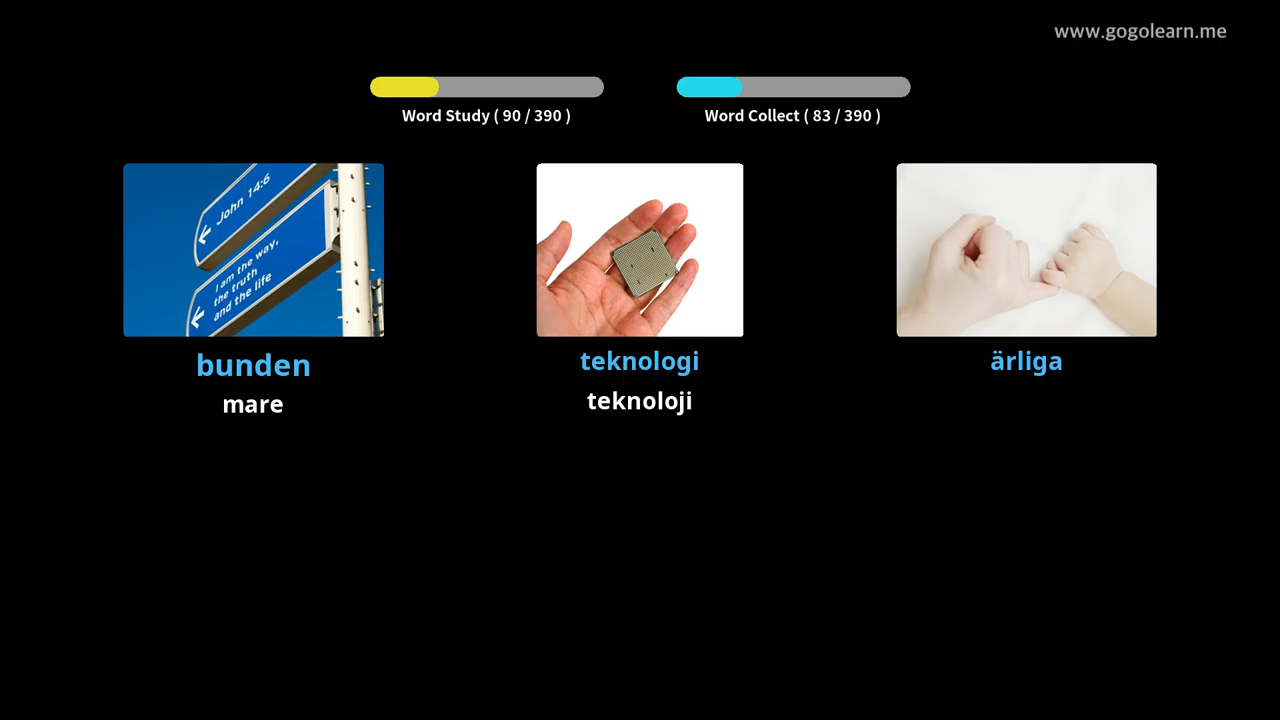 www.gogolearn.me
Word Study ( 90 / 390 )
Word Collect ( 83 / 390 )
John 14:6
I am the way,
the truth
and the life
bunden
teknologi
ärliga
mare
teknoloji